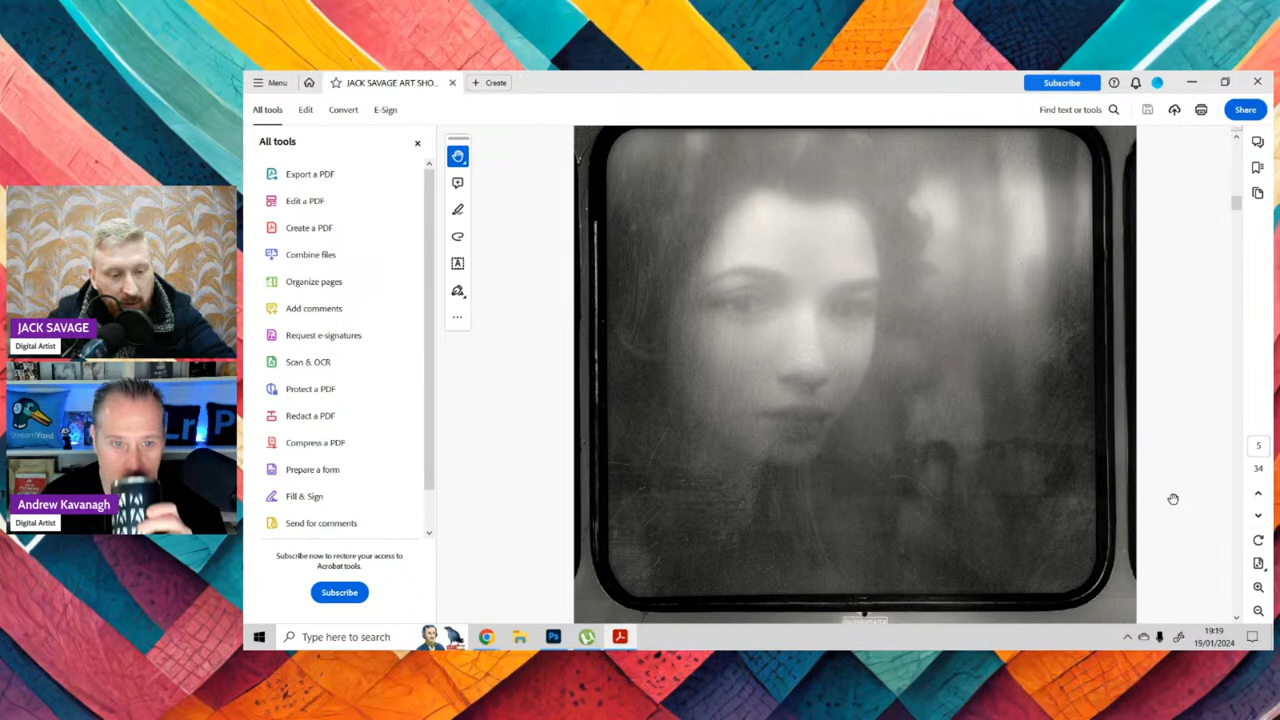 Menu
JACK SAVAGE ART SHO...
Create
Subscribe
All tools
Edit
Convert
E-Sign
Find text or tools
Share
All tools
Export a PDF
Edit a PDF
Create a PDF
Combine files
Organize pages
Add comments
Request e-signatures
Scan & OCR
Protect a PDF
Redact a PDF
Compress a PDF
Prepare a form
Fill & Sign
Send for comments
Subscribe now to restore your access to
Acrobat tools.
Subscribe
5
34
Type here to search
Ps
19:19
19/01/2024
JACK SAVAGE
Digital Artist
StreamYard
Lr
P
Andrew Kavanagh
Digital Artist